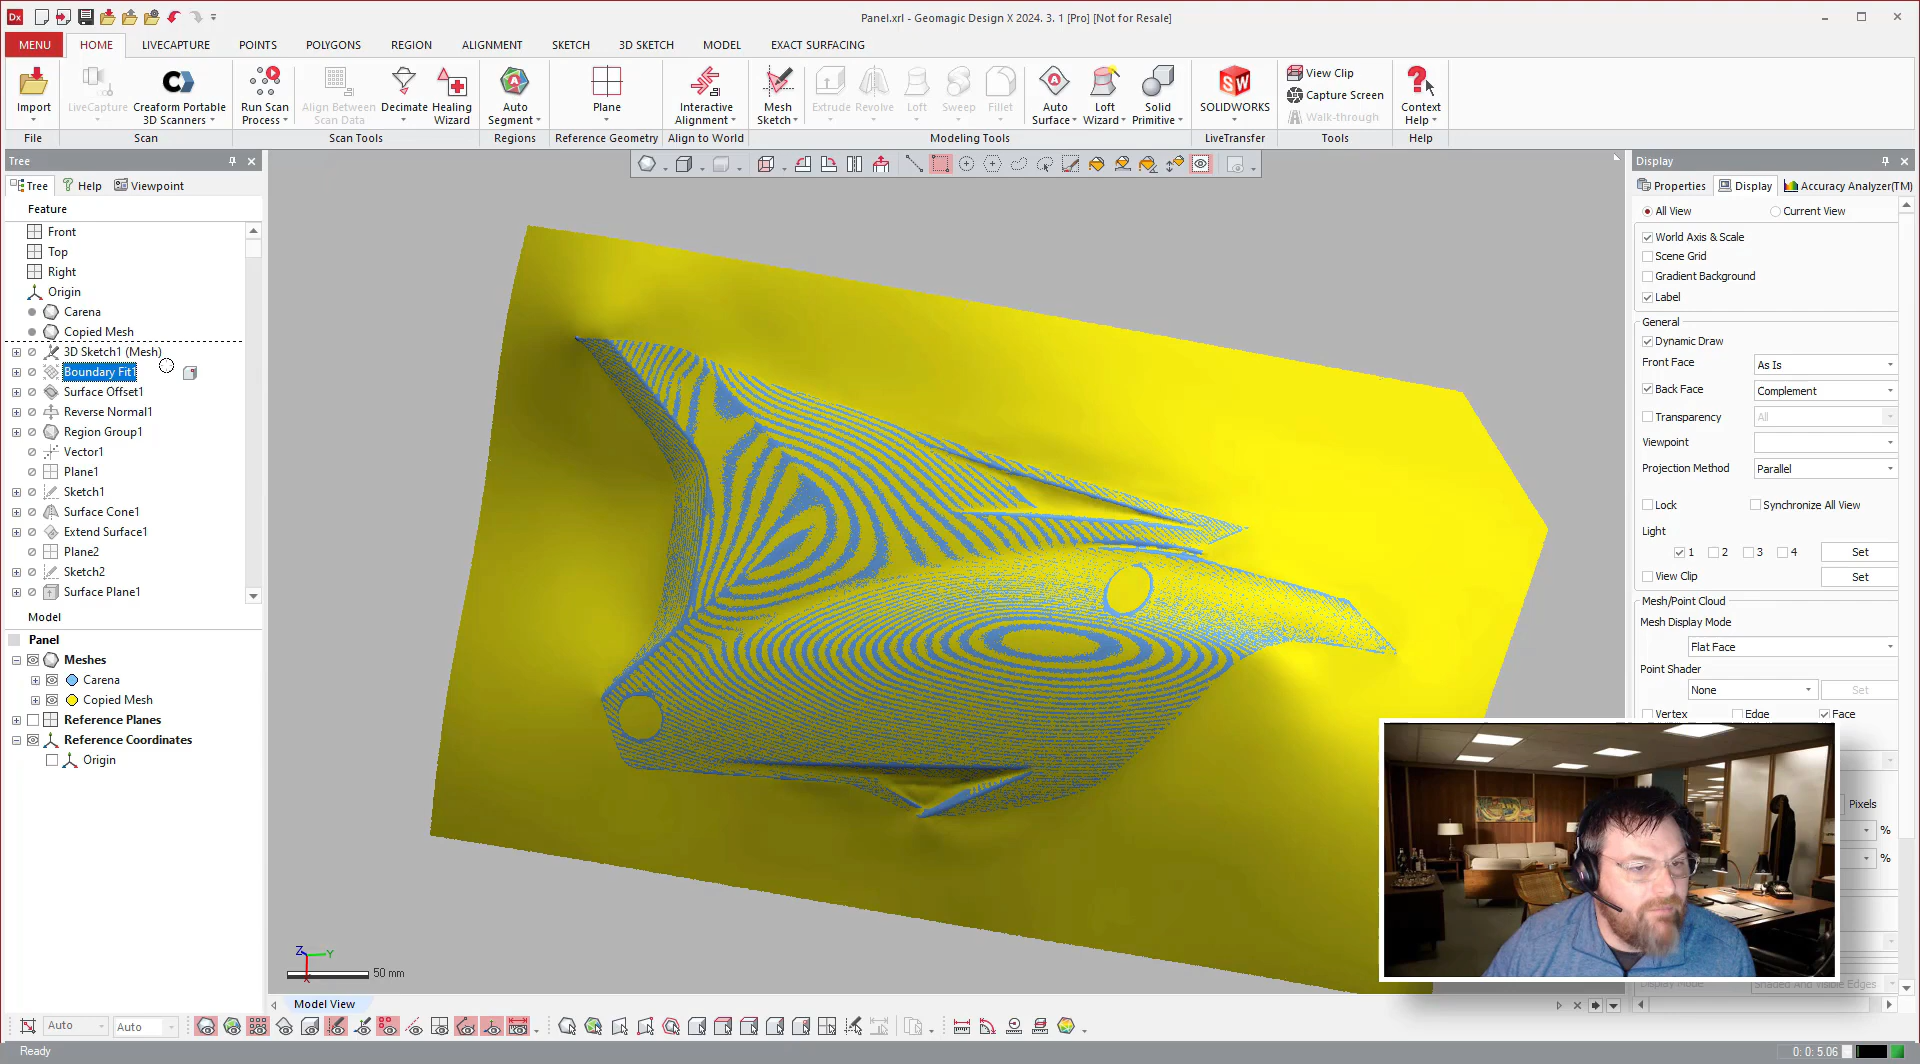 Dx
Panel.xrl - Geomagic Design X 2024. 3. 1 [Pro] [Not for Resale]
MENU HOME LIVECAPTURE POINTS POLYGONS REGION ALIGNMENT SKETCH 3D SKETCH MODEL EXACT SURFACING
Import
LiveCapture
Creaform Portable
3D Scanners
Run Scan
Process
Align Between
Scan Data
Decimate
Healing
Wizard
Auto
Segment
Plane
Interactive
Alignment
Mesh
Sketch
Extrude
Revolve
Loft
Sweep
Fillet
Auto
Surface
Loft
Wizard
Solid
Primitive
SW
SOLIDWORKS
View Clip
Capture Screen
Walk-through
Context
Help
File Scan Scan Tools Regions Reference Geometry Align to World Modeling Tools LiveTransfer Tools Help
Tree
Tree Help Viewpoint
Feature
Front
Top
Right
Origin
Carena
Copied Mesh
3D Sketch1 (Mesh)
Boundary Fit1
Surface Offset1
Reverse Normal1
Region Group1
Vector1
Plane1
Sketch1
Surface Cone1
Extend Surface1
Plane2
Sketch2
Surface Plane1
Model
Panel
Meshes
Carena
Copied Mesh
Reference Planes
Reference Coordinates
Origin
Z
Y
X
50 mm
Model View
Display
Properties Display Accuracy Analyzer(TM)
All View Current View
World Axis & Scale
Scene Grid
Gradient Background
Label
General
Dynamic Draw
Front Face As Is
Back Face Complement
Transparency All
Viewpoint
Projection Method Parallel
Lock Synchronize All View
Light
1 2 3 4 Set
View Clip Set
Mesh/Point Cloud
Mesh Display Mode
Flat Face
Point Shader
None Set
Vertex Edge Face
Pixels
%
%
Display Mode Shaded And Visible Edges
Auto Auto
Ready
0: 0: 5.06